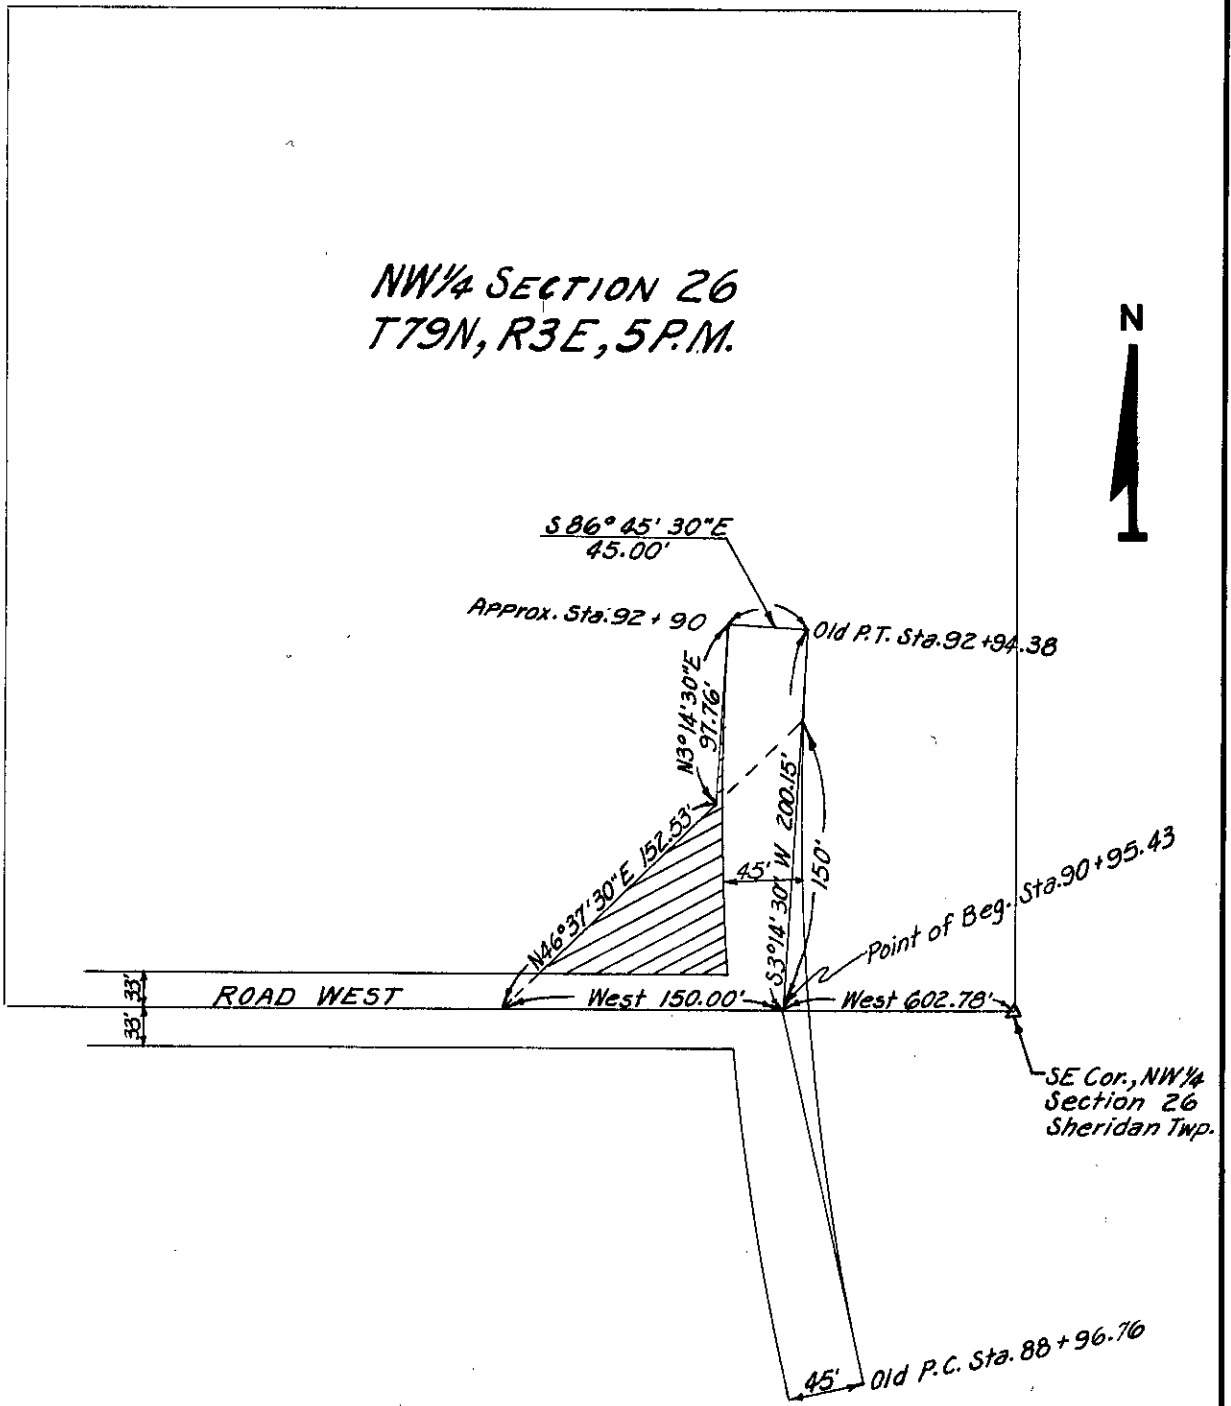 NW¼ SECTION 26
T79N, R3E, 5 P.M.
N
S 86° 45' 30" E
45.00'
Approx. Sta. 92 + 90
Old P.T. Sta. 92 + 94.38
N3°14'30"E
97.76'
N46°37'30"E 152.53'
45'
S3°14'30" W 200.15'
150'
Point of Beg. Sta. 90 + 95.43
33'
ROAD WEST
West 150.00'
West 602.78'
33'
SE Cor., NW¼
Section 26
Sheridan Twp.
45'
Old P.C. Sta. 88 + 96.76